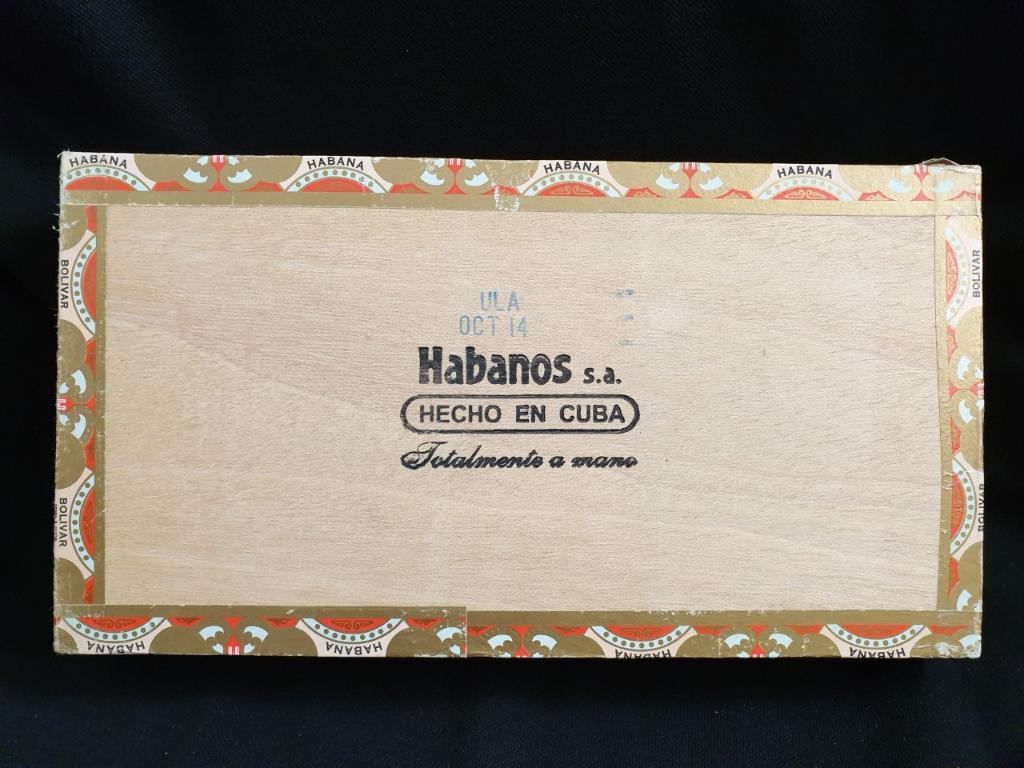 HABANA HABANA HABANA HABANA
BOLIVAR
BOLIVAR
ULA
OCT 14
Habanos s.a.
HECHO EN CUBA
Totalmente a mano
BOLIVAR
BOLIVAR
HABANA HABANA HABANA HABANA